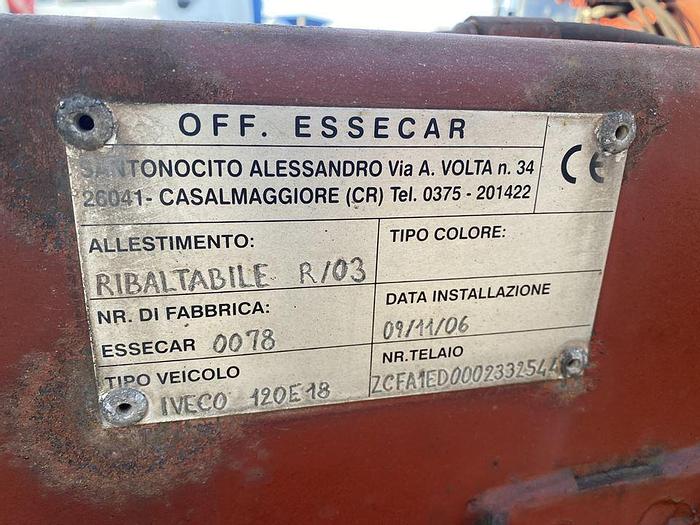 OFF. ESSECAR
SANTONOCITO ALESSANDRO Via A. VOLTA n. 34
26041- CASALMAGGIORE (CR) Tel. 0375 - 201422
CE
ALLESTIMENTO:
RIBALTABILE R/03
TIPO COLORE:
NR. DI FABBRICA:
ESSECAR 0078
DATA INSTALLAZIONE
09/11/06
TIPO VEICOLO
IVECO 120E18
NR.TELAIO
ZCFA1ED0002332544